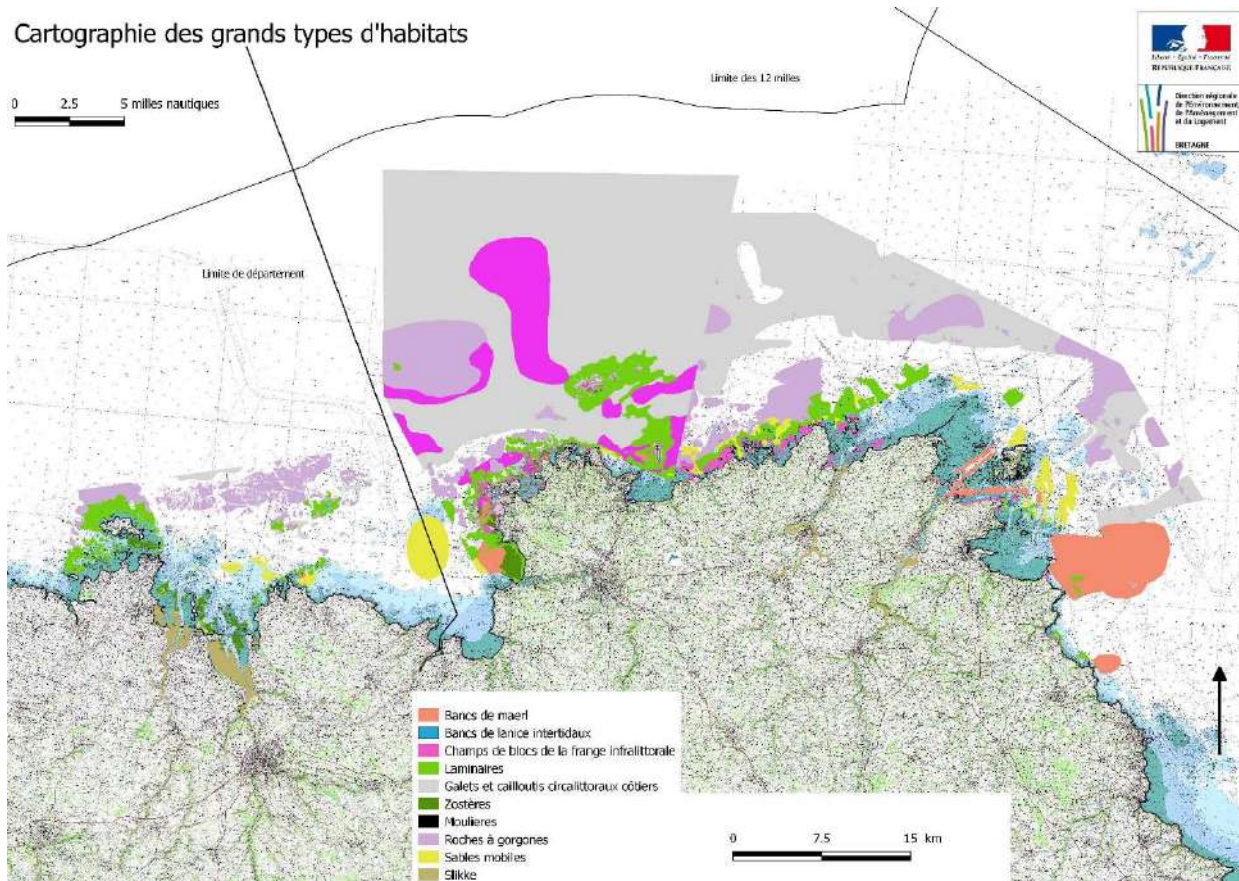 Cartographie des grands types d'habitats
0 2.5 5 milles nautiques
Limite des 12 milles
Limite de département
Liberté • Égalité • Fraternité
RÉPUBLIQUE FRANÇAISE
Direction régionale
de l'Environnement,
de l'Aménagement
et du Logement
BRETAGNE
Bancs de maerl
Bancs de lanice intertidaux
Champs de blocs de la frange infralittorale
Laminaires
Galets et cailloutis circalittoraux côtiers
Zostères
Moulieres
Roches à gorgones
Sables mobiles
Slikke
0 7.5 15 km